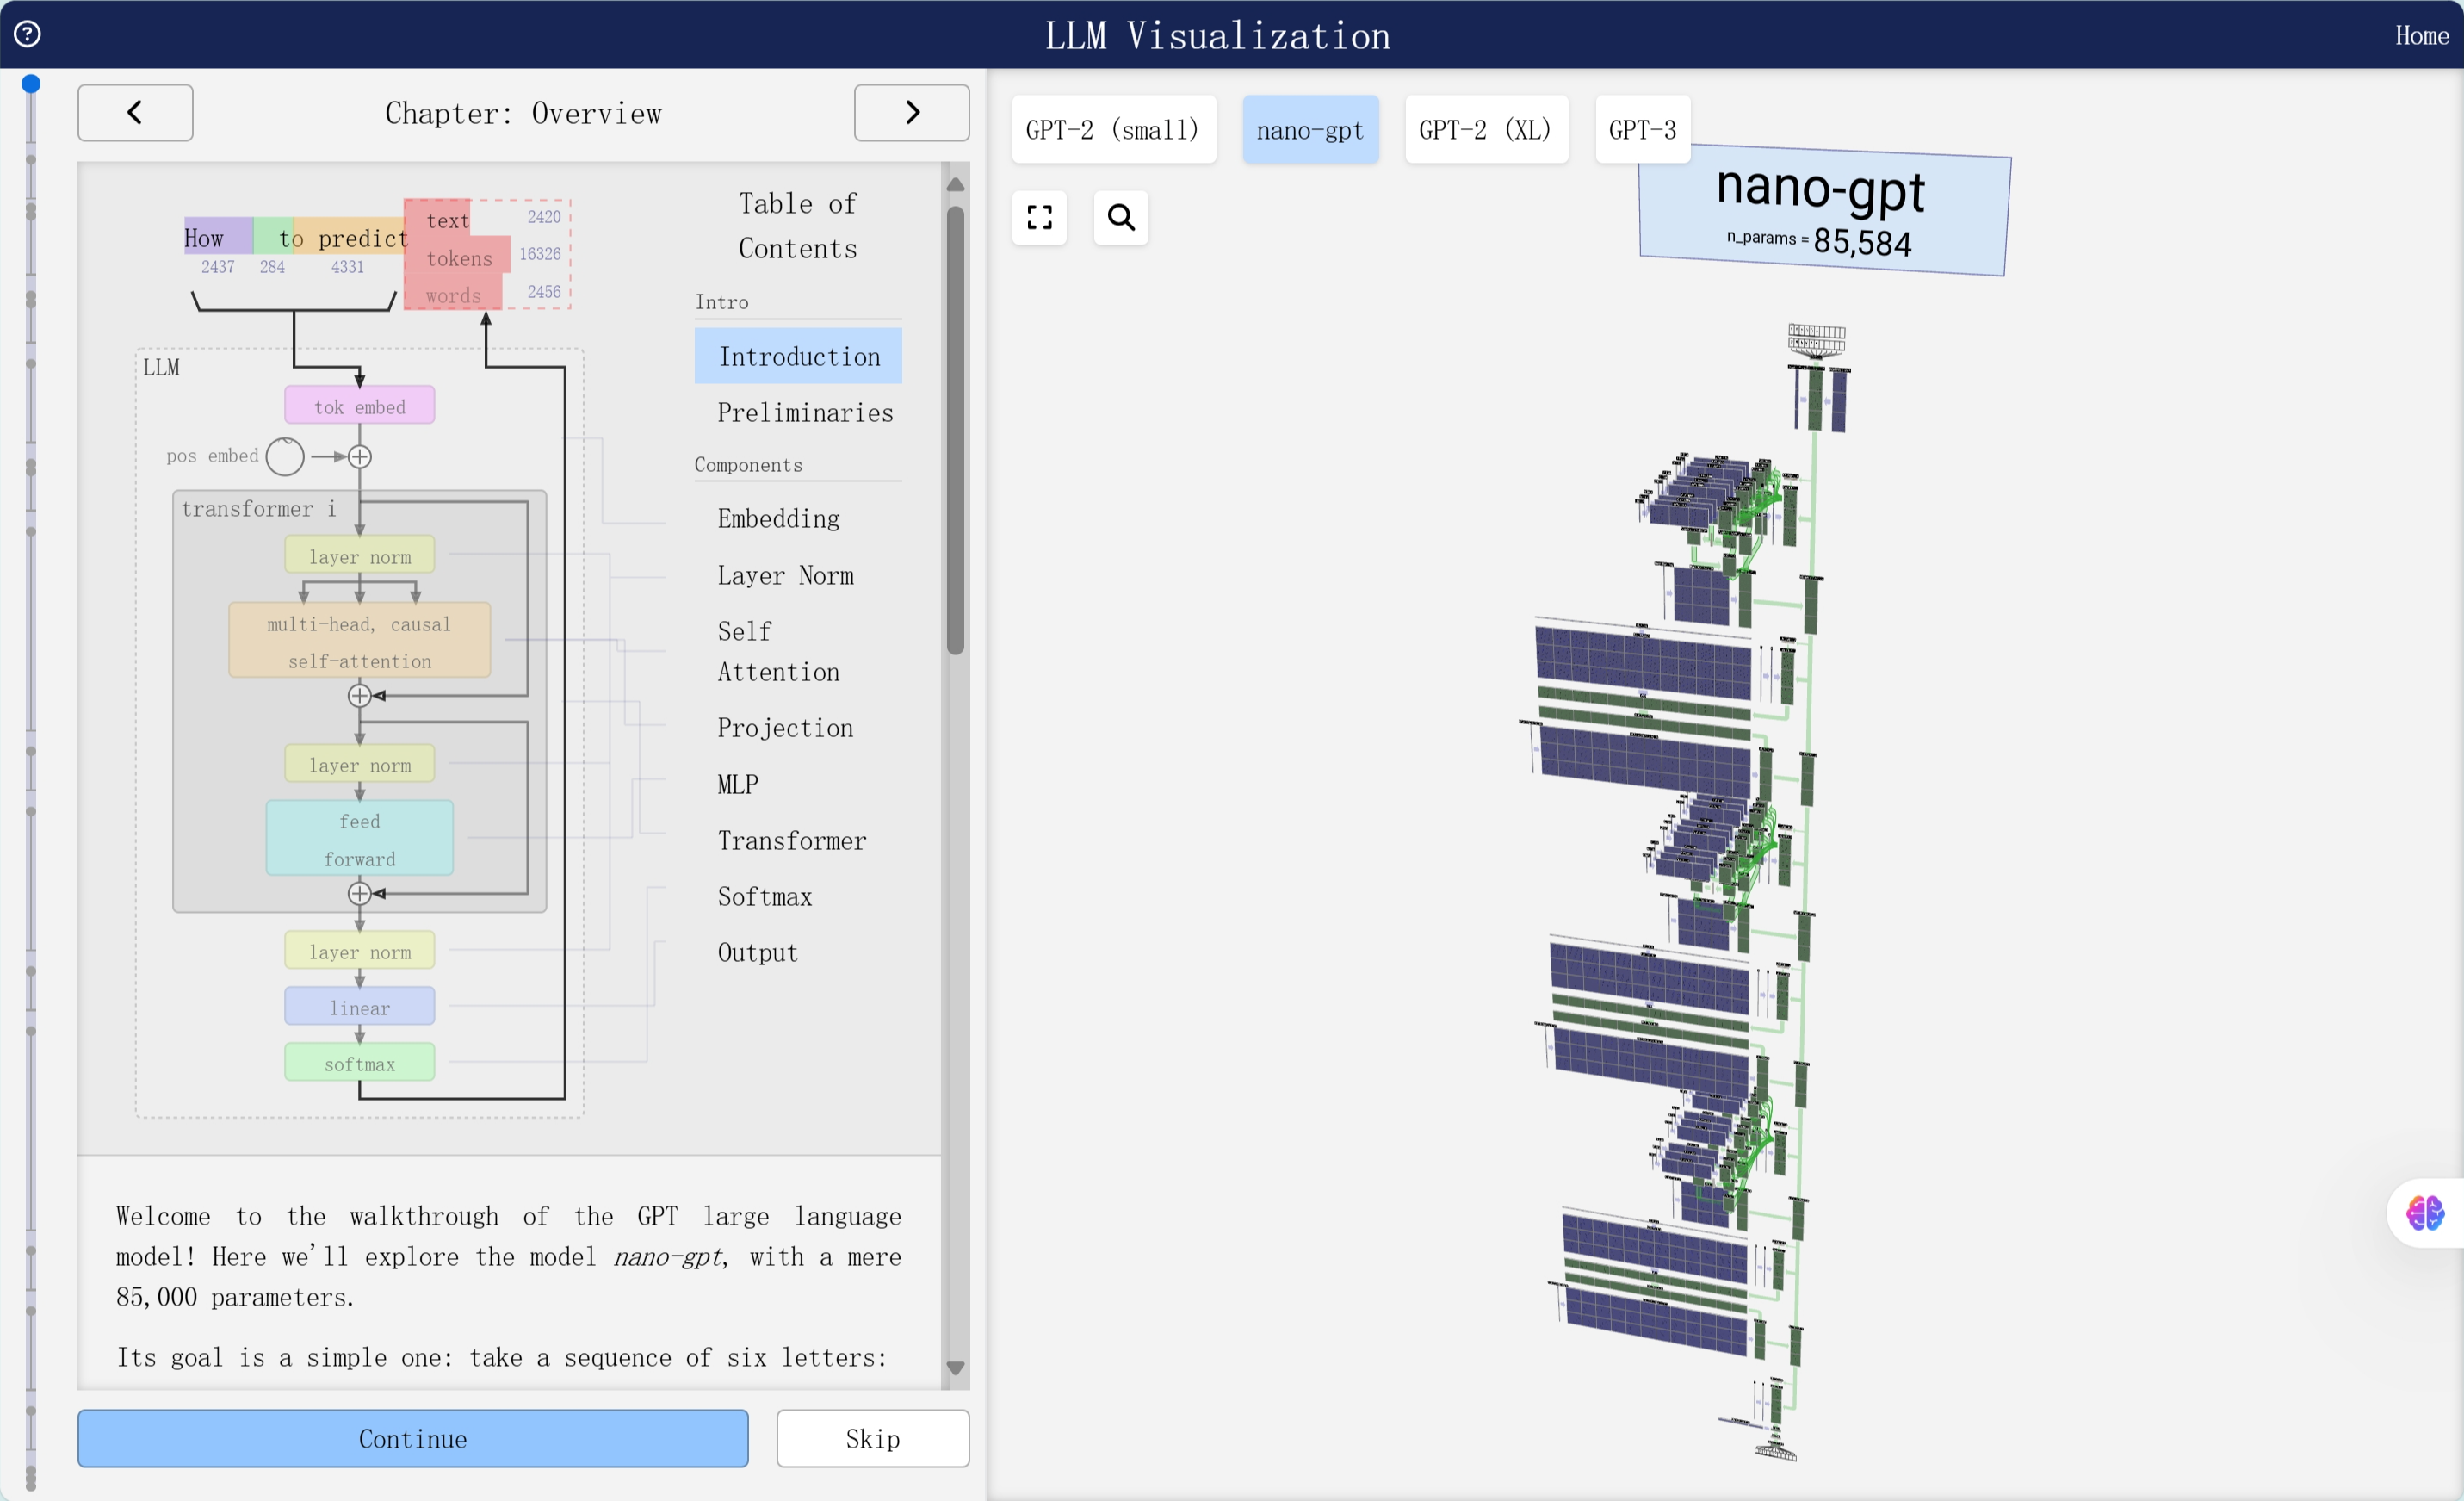 LLM Visualization
Home
Chapter: Overview
How to predict
2437 284 4331
text 2420
tokens 16326
words 2456
LLM
tok embed
pos embed
transformer i
layer norm
multi-head, causal
self-attention
layer norm
feed
forward
layer norm
linear
softmax
Table of
Contents
Intro
Introduction
Preliminaries
Components
Embedding
Layer Norm
Self
Attention
Projection
MLP
Transformer
Softmax
Output
Welcome to the walkthrough of the GPT large language
model! Here we'll explore the model nano-gpt, with a mere
85,000 parameters.
Its goal is a simple one: take a sequence of six letters:
Continue
Skip
GPT-2 (small)
nano-gpt
GPT-2 (XL)
GPT-3
nano-gpt
n_params = 85,584